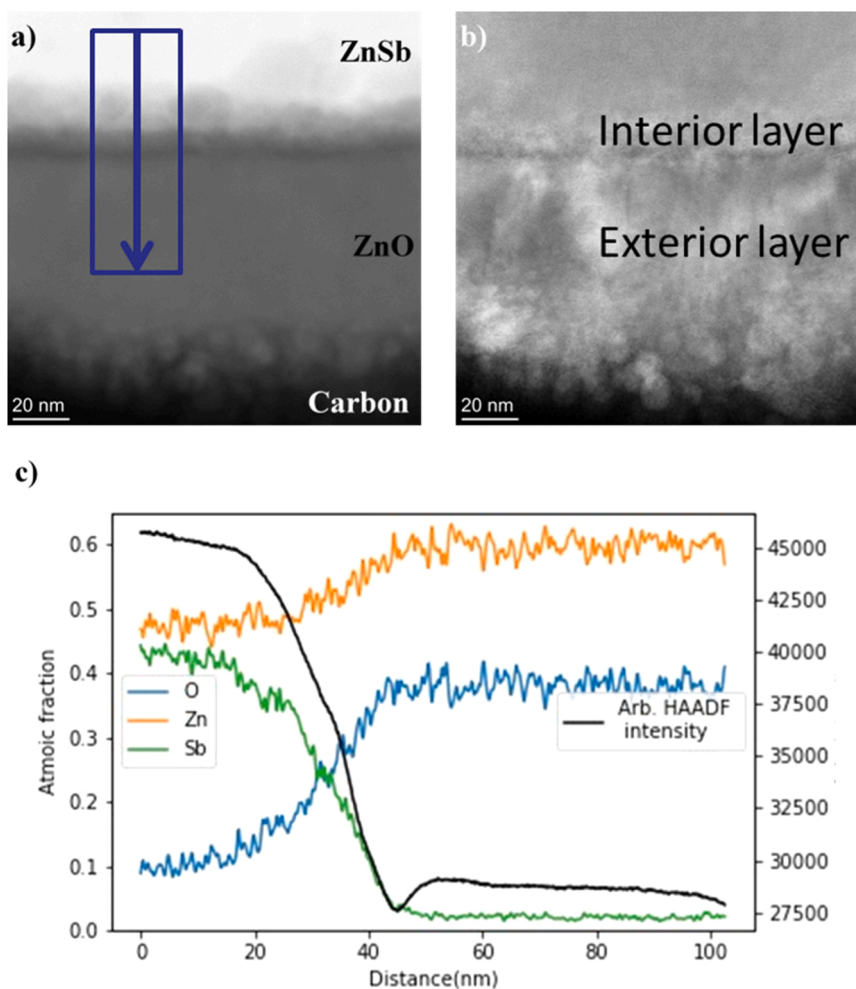 a)
ZnSb
ZnO
Carbon
20 nm
b)
Interior layer
Exterior layer
20 nm
c)
Atmoic fraction
0.6
0.5
0.4
0.3
0.2
0.1
0.0
O
Zn
Sb
Arb. HAADF
intensity
45000
42500
40000
37500
35000
32500
30000
27500
0 20 40 60 80 100
Distance(nm)